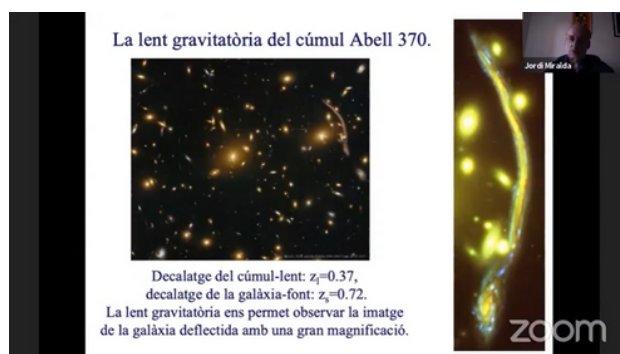 La lent gravitatòria del cúmul Abell 370.
Jordi Miralda
Decalatge del cúmul-lent: zl=0.37,
decalatge de la galàxia-font: zs=0.72.
La lent gravitatòria ens permet observar la imatge
de la galàxia deflectida amb una gran magnificació.
zoom